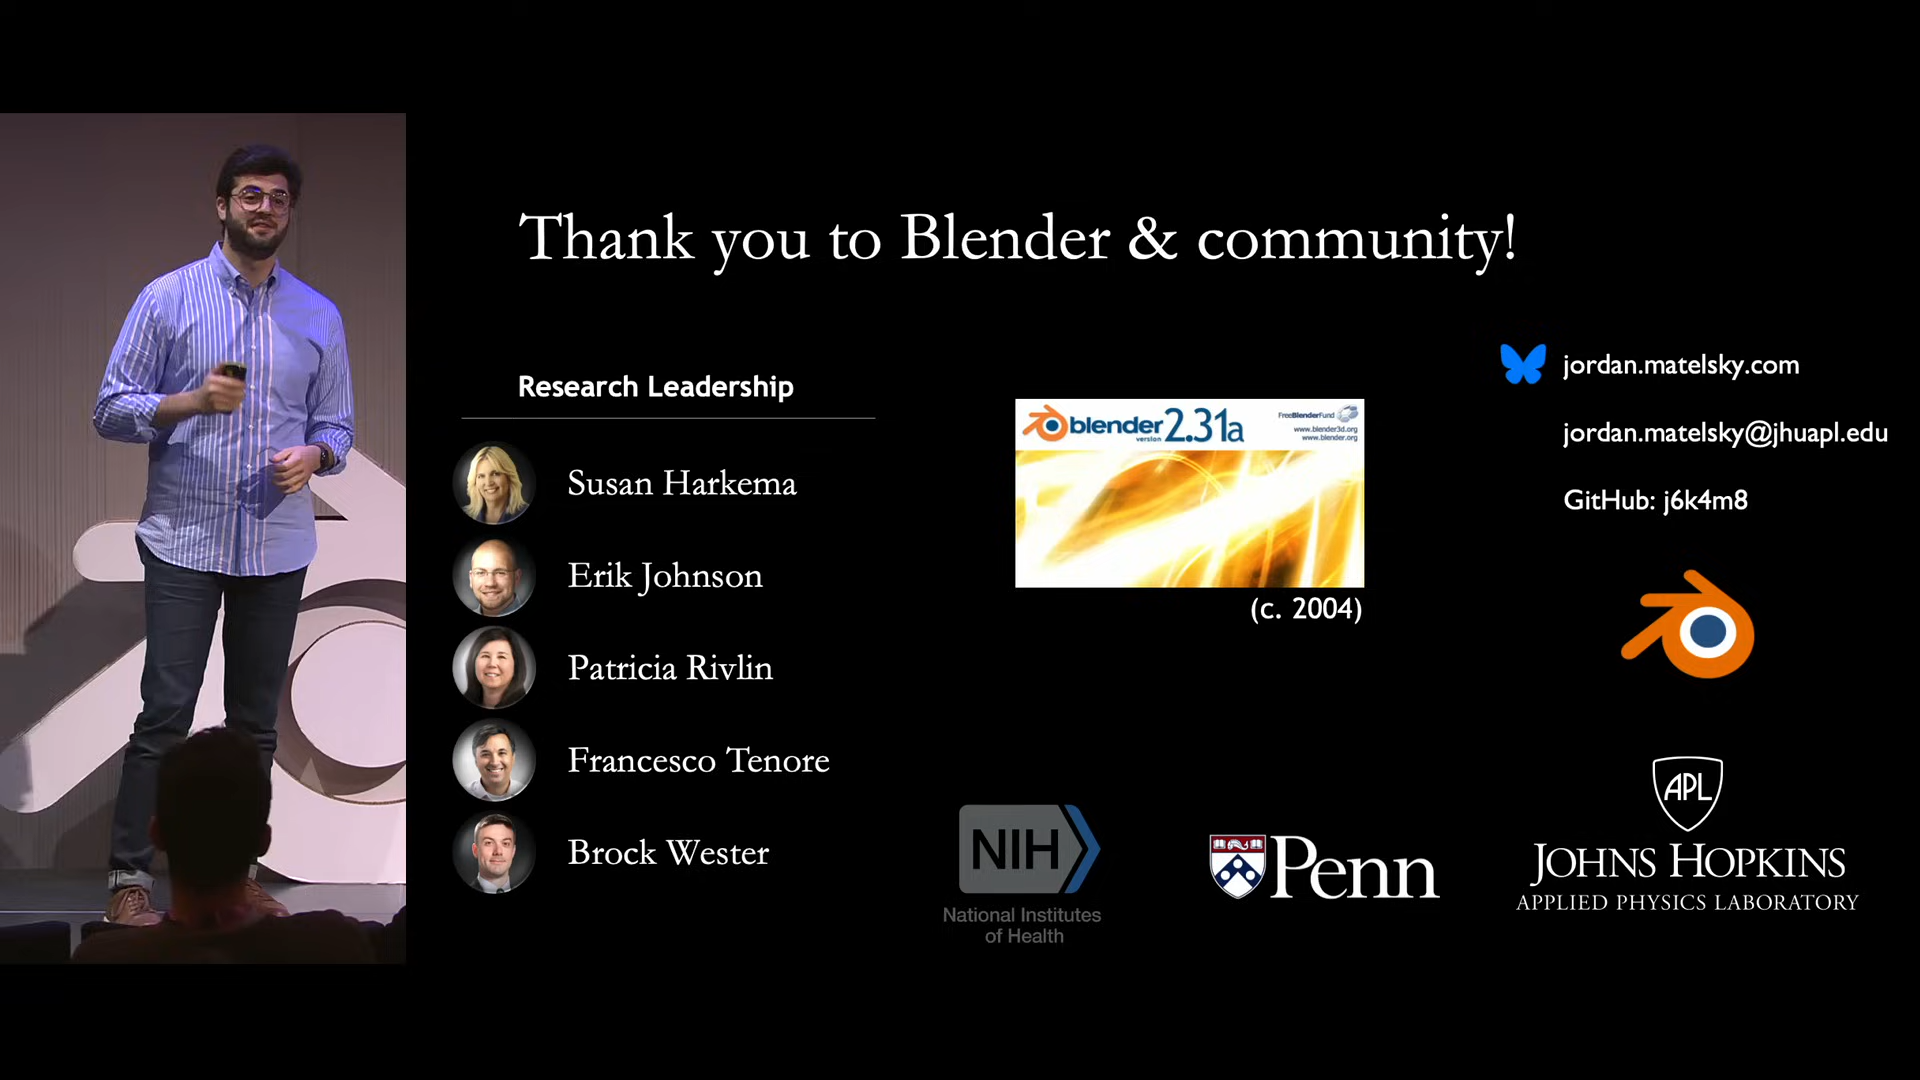 Thank you to Blender & community!
Research Leadership
Susan Harkema
Erik Johnson
Patricia Rivlin
Francesco Tenore
Brock Wester
blender version 2.31a
FreeBlenderFund
www.blender3d.org
www.blender.org
(c. 2004)
jordan.matelsky.com
jordan.matelsky@jhuapl.edu
GitHub: j6k4m8
NIH
National Institutes
of Health
Penn
APL
JOHNS HOPKINS
APPLIED PHYSICS LABORATORY